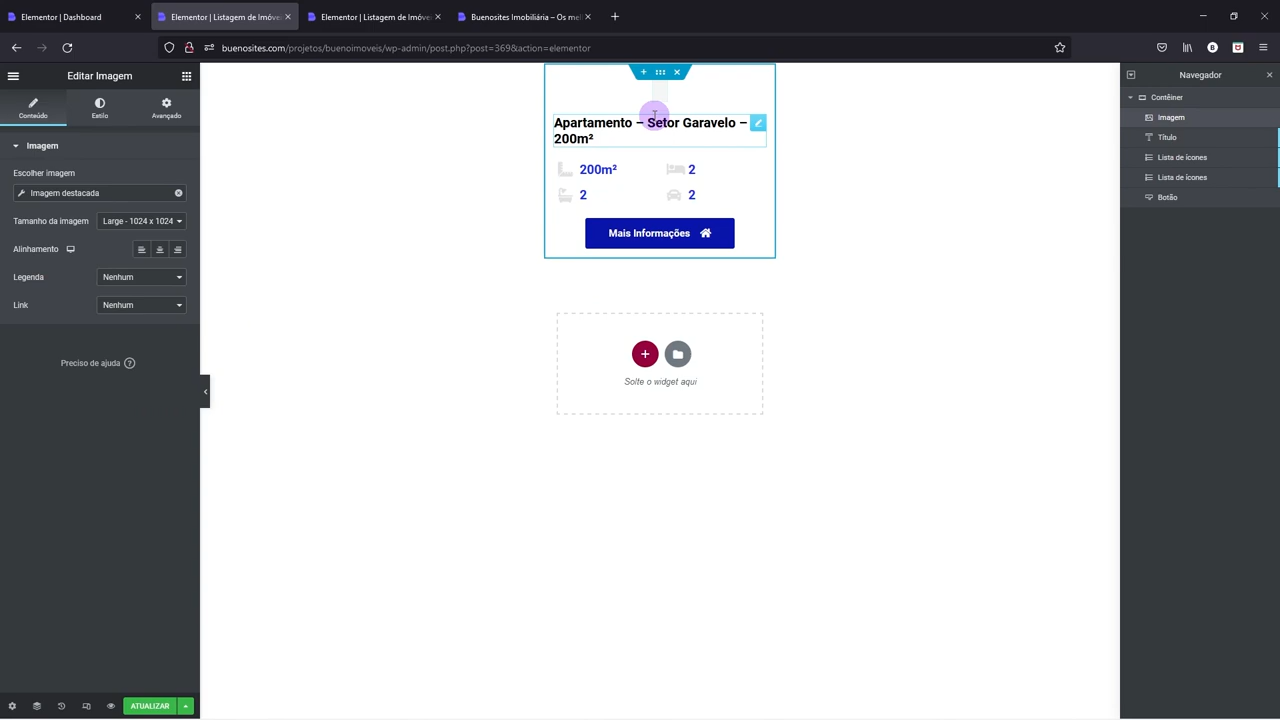 Elementor | Dashboard
Elementor | Listagem de Imóve
Elementor | Listagem de Imóve
Buenosites Imobiliária – Os mel
buenosites.com/projetos/buenoimoveis/wp-admin/post.php?post=369&action=elementor
Editar Imagem
Conteúdo
Estilo
Avançado
Imagem
Escolher imagem
Imagem destacada
Tamanho da imagem
Large - 1024 x 1024
Alinhamento
Legenda
Nenhum
Link
Nenhum
Preciso de ajuda
ATUALIZAR
Apartamento – Setor Garavelo –
200m²
200m²
2
2
2
Mais Informações
Solte o widget aqui
Navegador
Contêiner
Imagem
Título
Lista de ícones
Lista de ícones
Botão